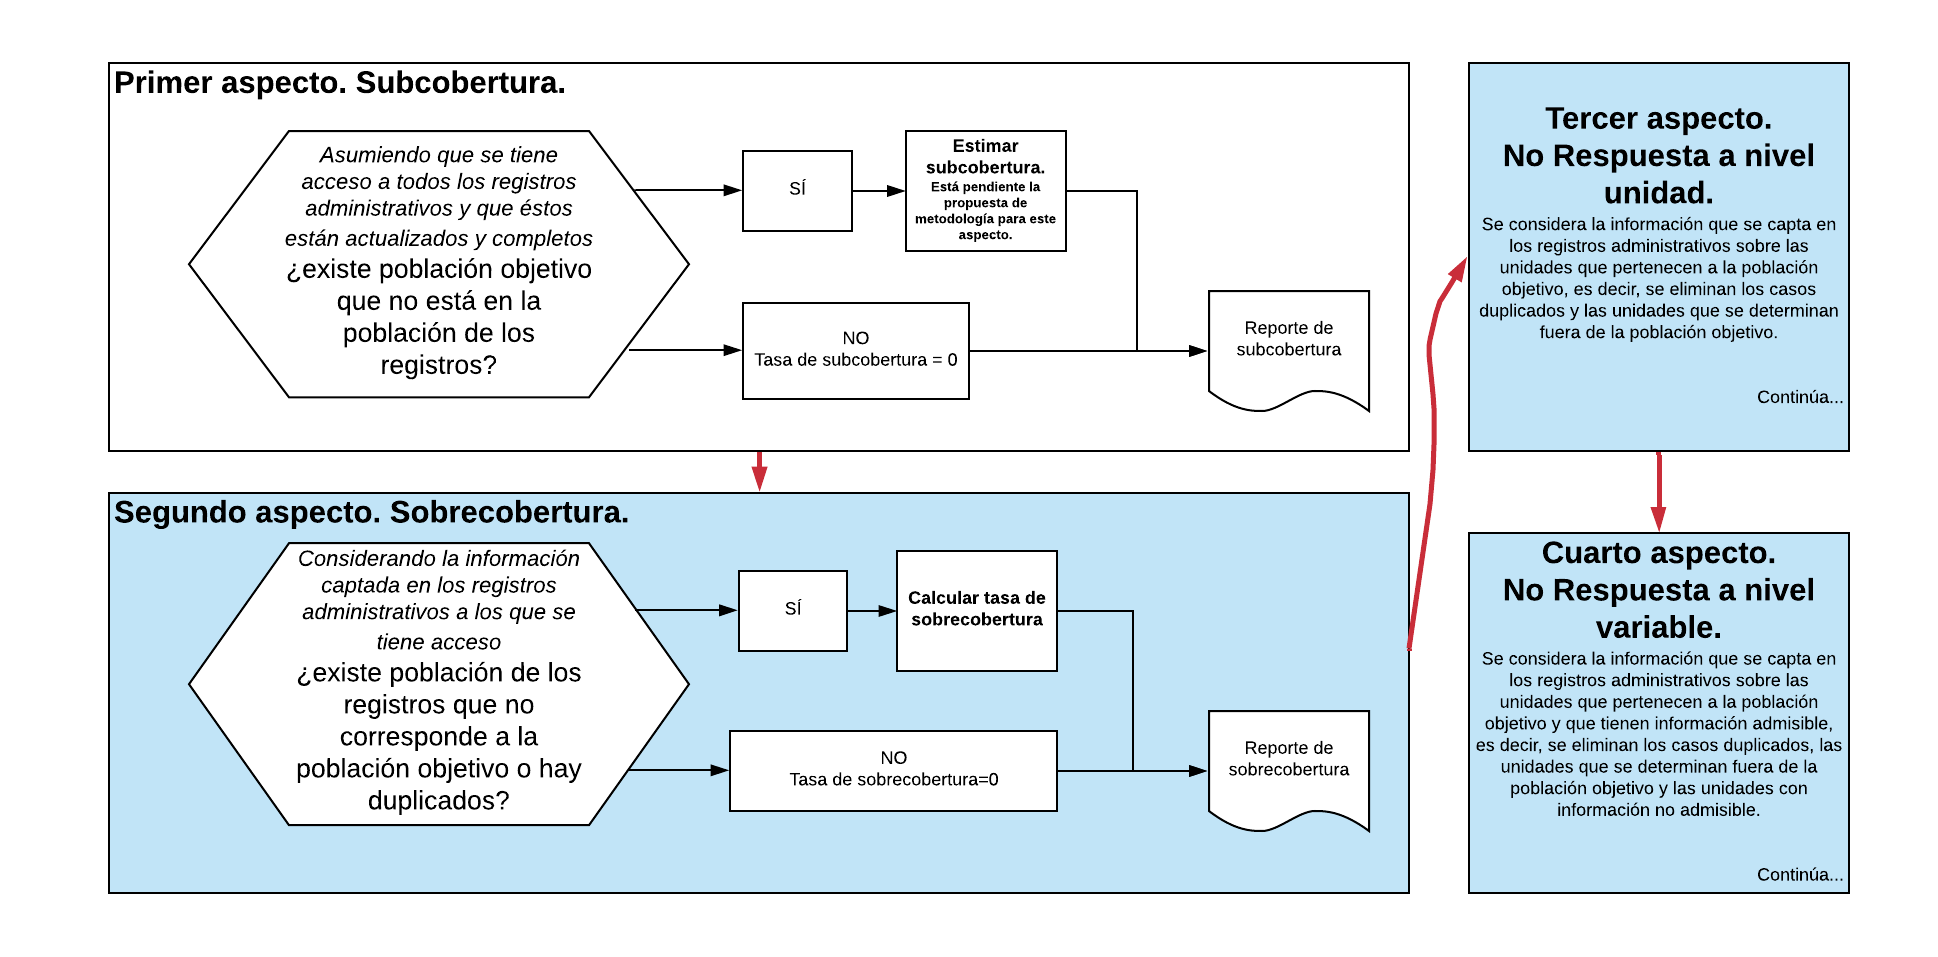 Primer aspecto. Subcobertura.
Asumiendo que se tiene
acceso a todos los registros
administrativos y que éstos
están actualizados y completos
¿existe población objetivo
que no está en la
población de los
registros?
SÍ
Estimar
subcobertura.
Está pendiente la
propuesta de
metodología para este
aspecto.
NO
Tasa de subcobertura = 0
Reporte de
subcobertura
Segundo aspecto. Sobrecobertura.
Considerando la información
captada en los registros
administrativos a los que se
tiene acceso
¿existe población de los
registros que no
corresponde a la
población objetivo o hay
duplicados?
SÍ
Calcular tasa de
sobrecobertura
NO
Tasa de sobrecobertura=0
Reporte de
sobrecobertura
Tercer aspecto.
No Respuesta a nivel
unidad.
Se considera la información que se capta en
los registros administrativos sobre las
unidades que pertenecen a la población
objetivo, es decir, se eliminan los casos
duplicados y las unidades que se determinan
fuera de la población objetivo.
Continúa...
Cuarto aspecto.
No Respuesta a nivel
variable.
Se considera la información que se capta en
los registros administrativos sobre las
unidades que pertenecen a la población
objetivo y que tienen información admisible,
es decir, se eliminan los casos duplicados, las
unidades que se determinan fuera de la
población objetivo y las unidades con
información no admisible.
Continúa...